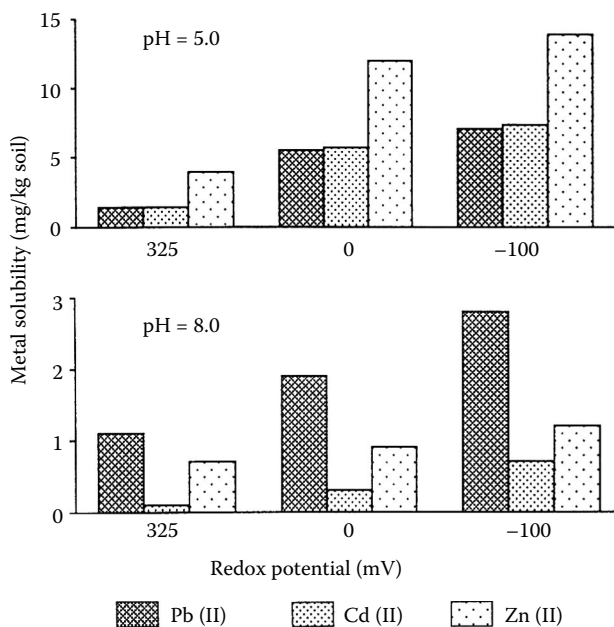 15
pH = 5.0
10
5
0
325 0 −100
Metal solubility (mg/kg soil)
3
pH = 8.0
2
1
0
325 0 −100
Redox potential (mV)
Pb (II) Cd (II) Zn (II)